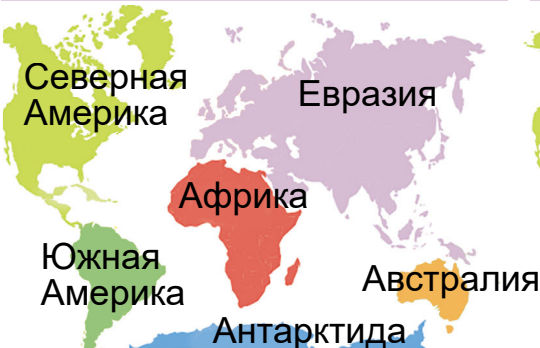 Северная
Америка
Евразия
Африка
Южная
Америка
Австралия
Антарктида